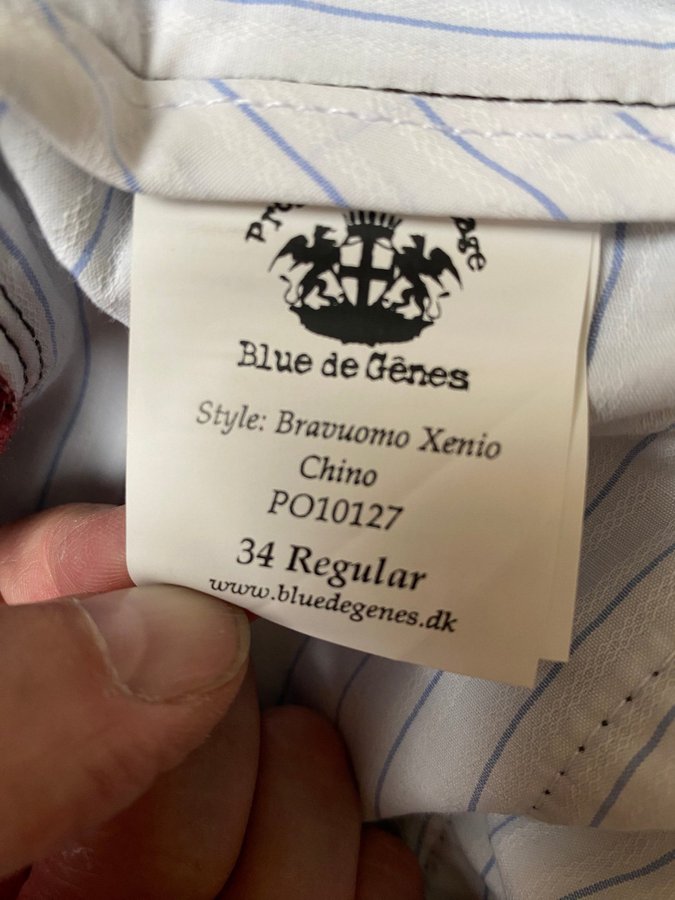 Blue de Gênes
Style: Bravuomo Xenio
Chino
PO10127
34 Regular
www.bluedegenes.dk